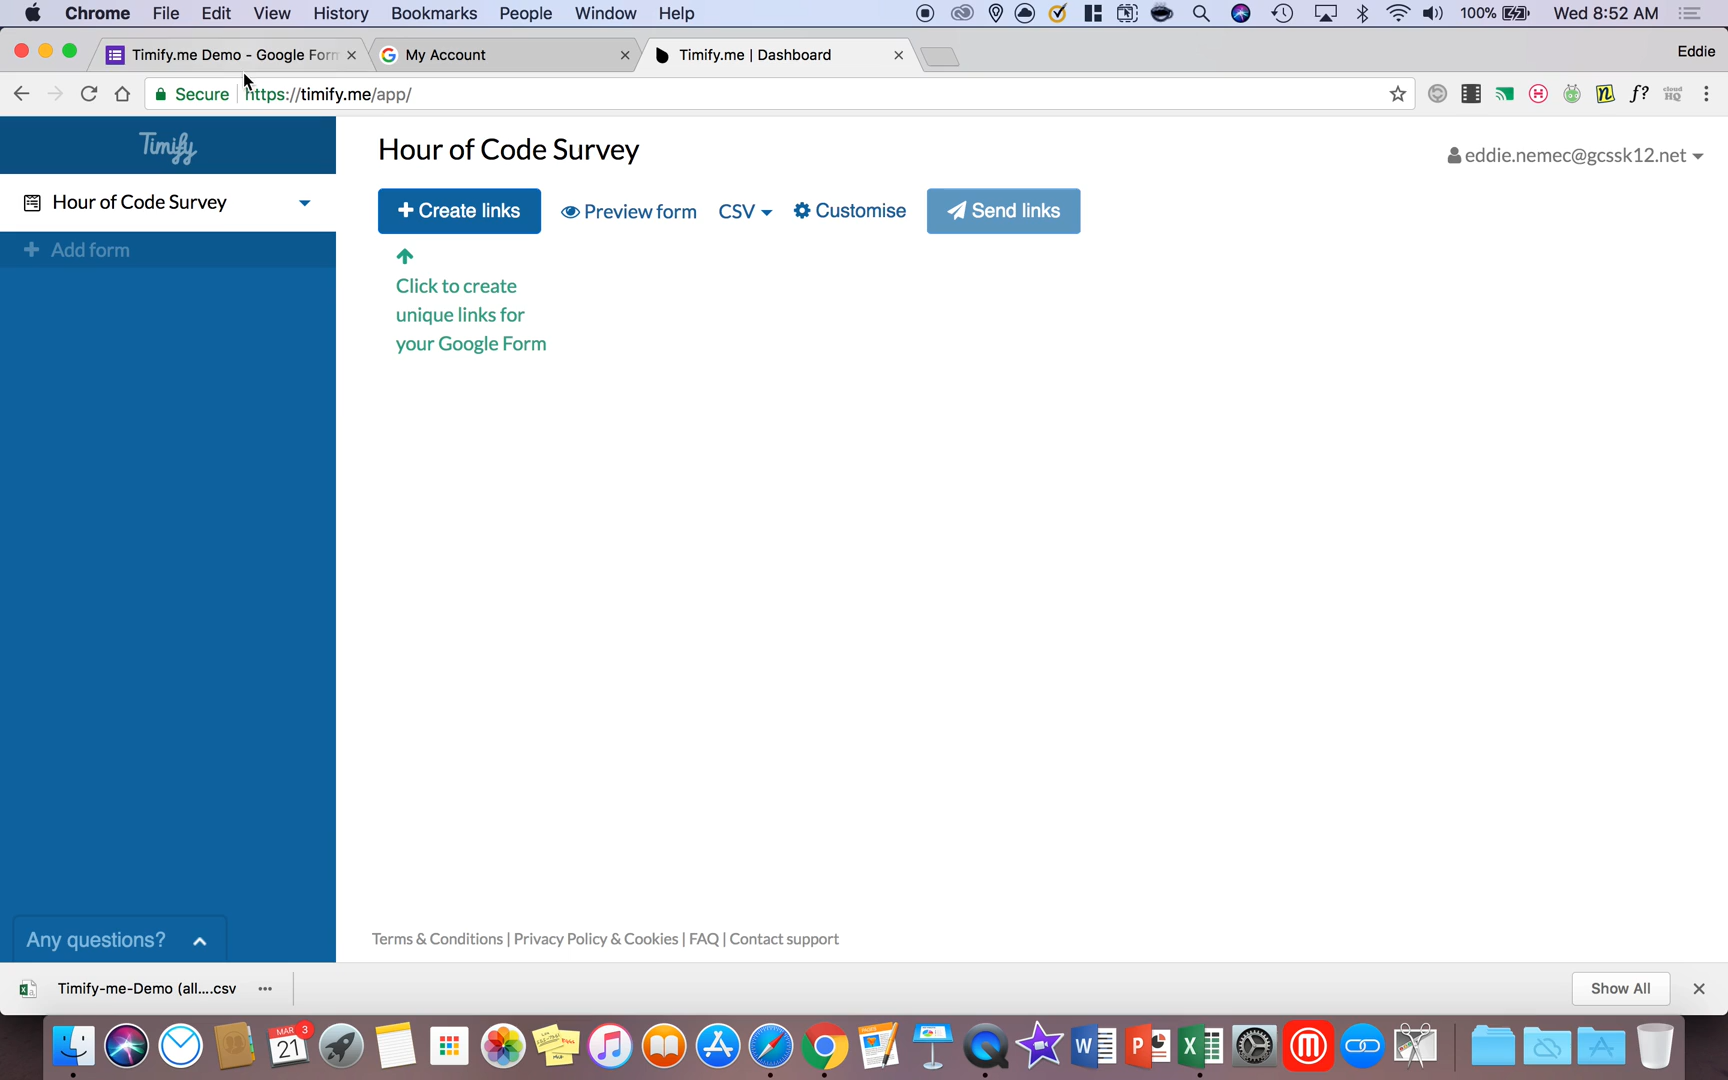 Chrome File Edit View History Bookmarks People Window Help 100% Wed 8:52 AM
Timify.me Demo - Google Form My Account Timify.me | Dashboard Eddie
Secure https://timify.me/app/ n f? cloud HQ
Timify
Hour of Code Survey
eddie.nemec@gcssk12.net
Hour of Code Survey
+ Create links Preview form CSV Customise Send links
+ Add form
Click to create
unique links for
your Google Form
Any questions?
Terms & Conditions | Privacy Policy & Cookies | FAQ | Contact support
Timify-me-Demo (all....csv Show All
MAR 3
21